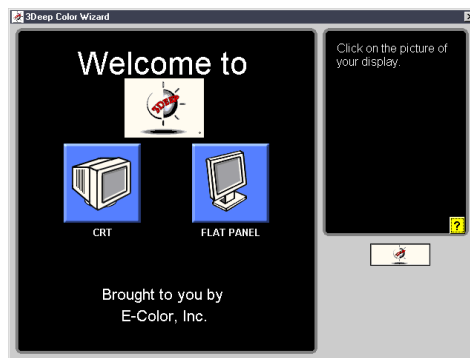 3Deep Color Wizard
Welcome to
3DEEP
CRT
FLAT PANEL
Brought to you by
E-Color, Inc.
Click on the picture of
your display.
?